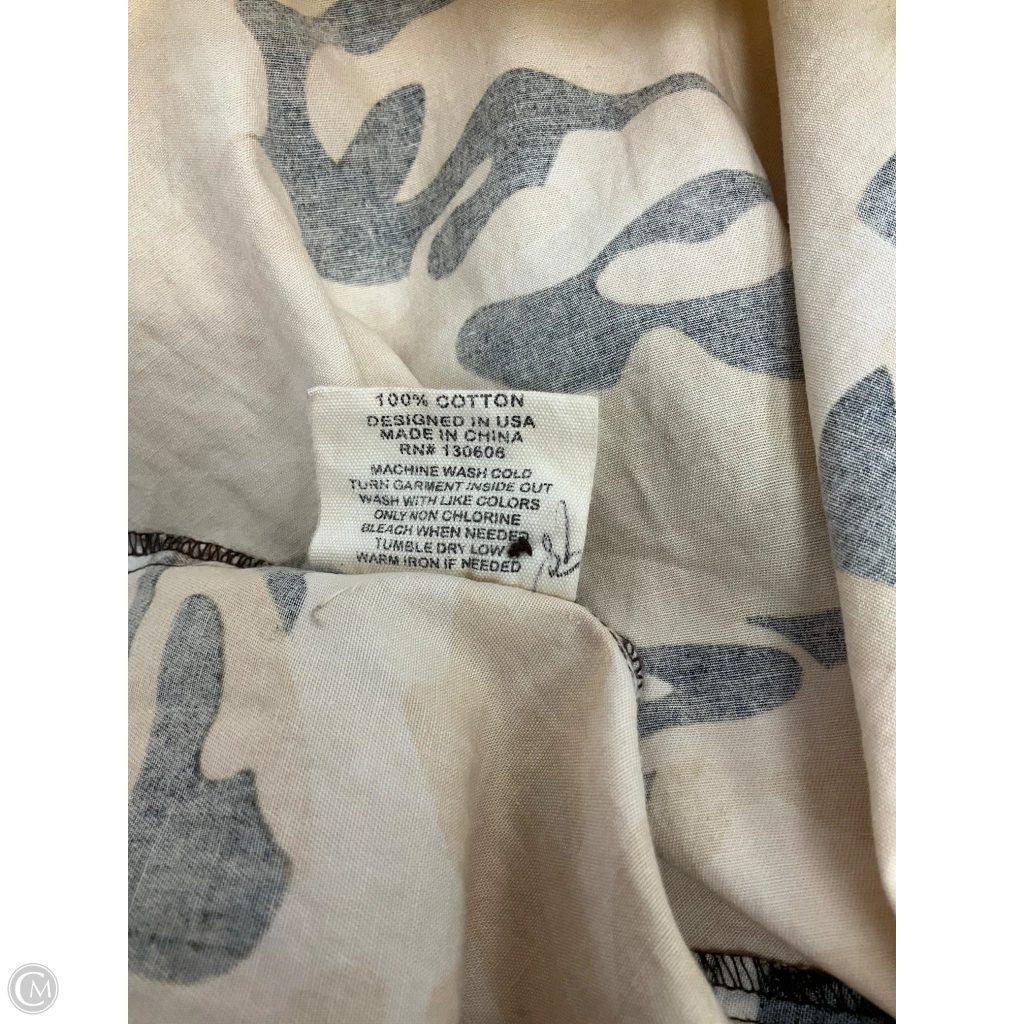 100% COTTON
DESIGNED IN USA
MADE IN CHINA
RN# 130606
MACHINE WASH COLD
TURN GARMENT INSIDE OUT
WASH WITH LIKE COLORS
ONLY NON CHLORINE
BLEACH WHEN NEEDED
TUMBLE DRY LOW
WARM IRON IF NEEDED
CM